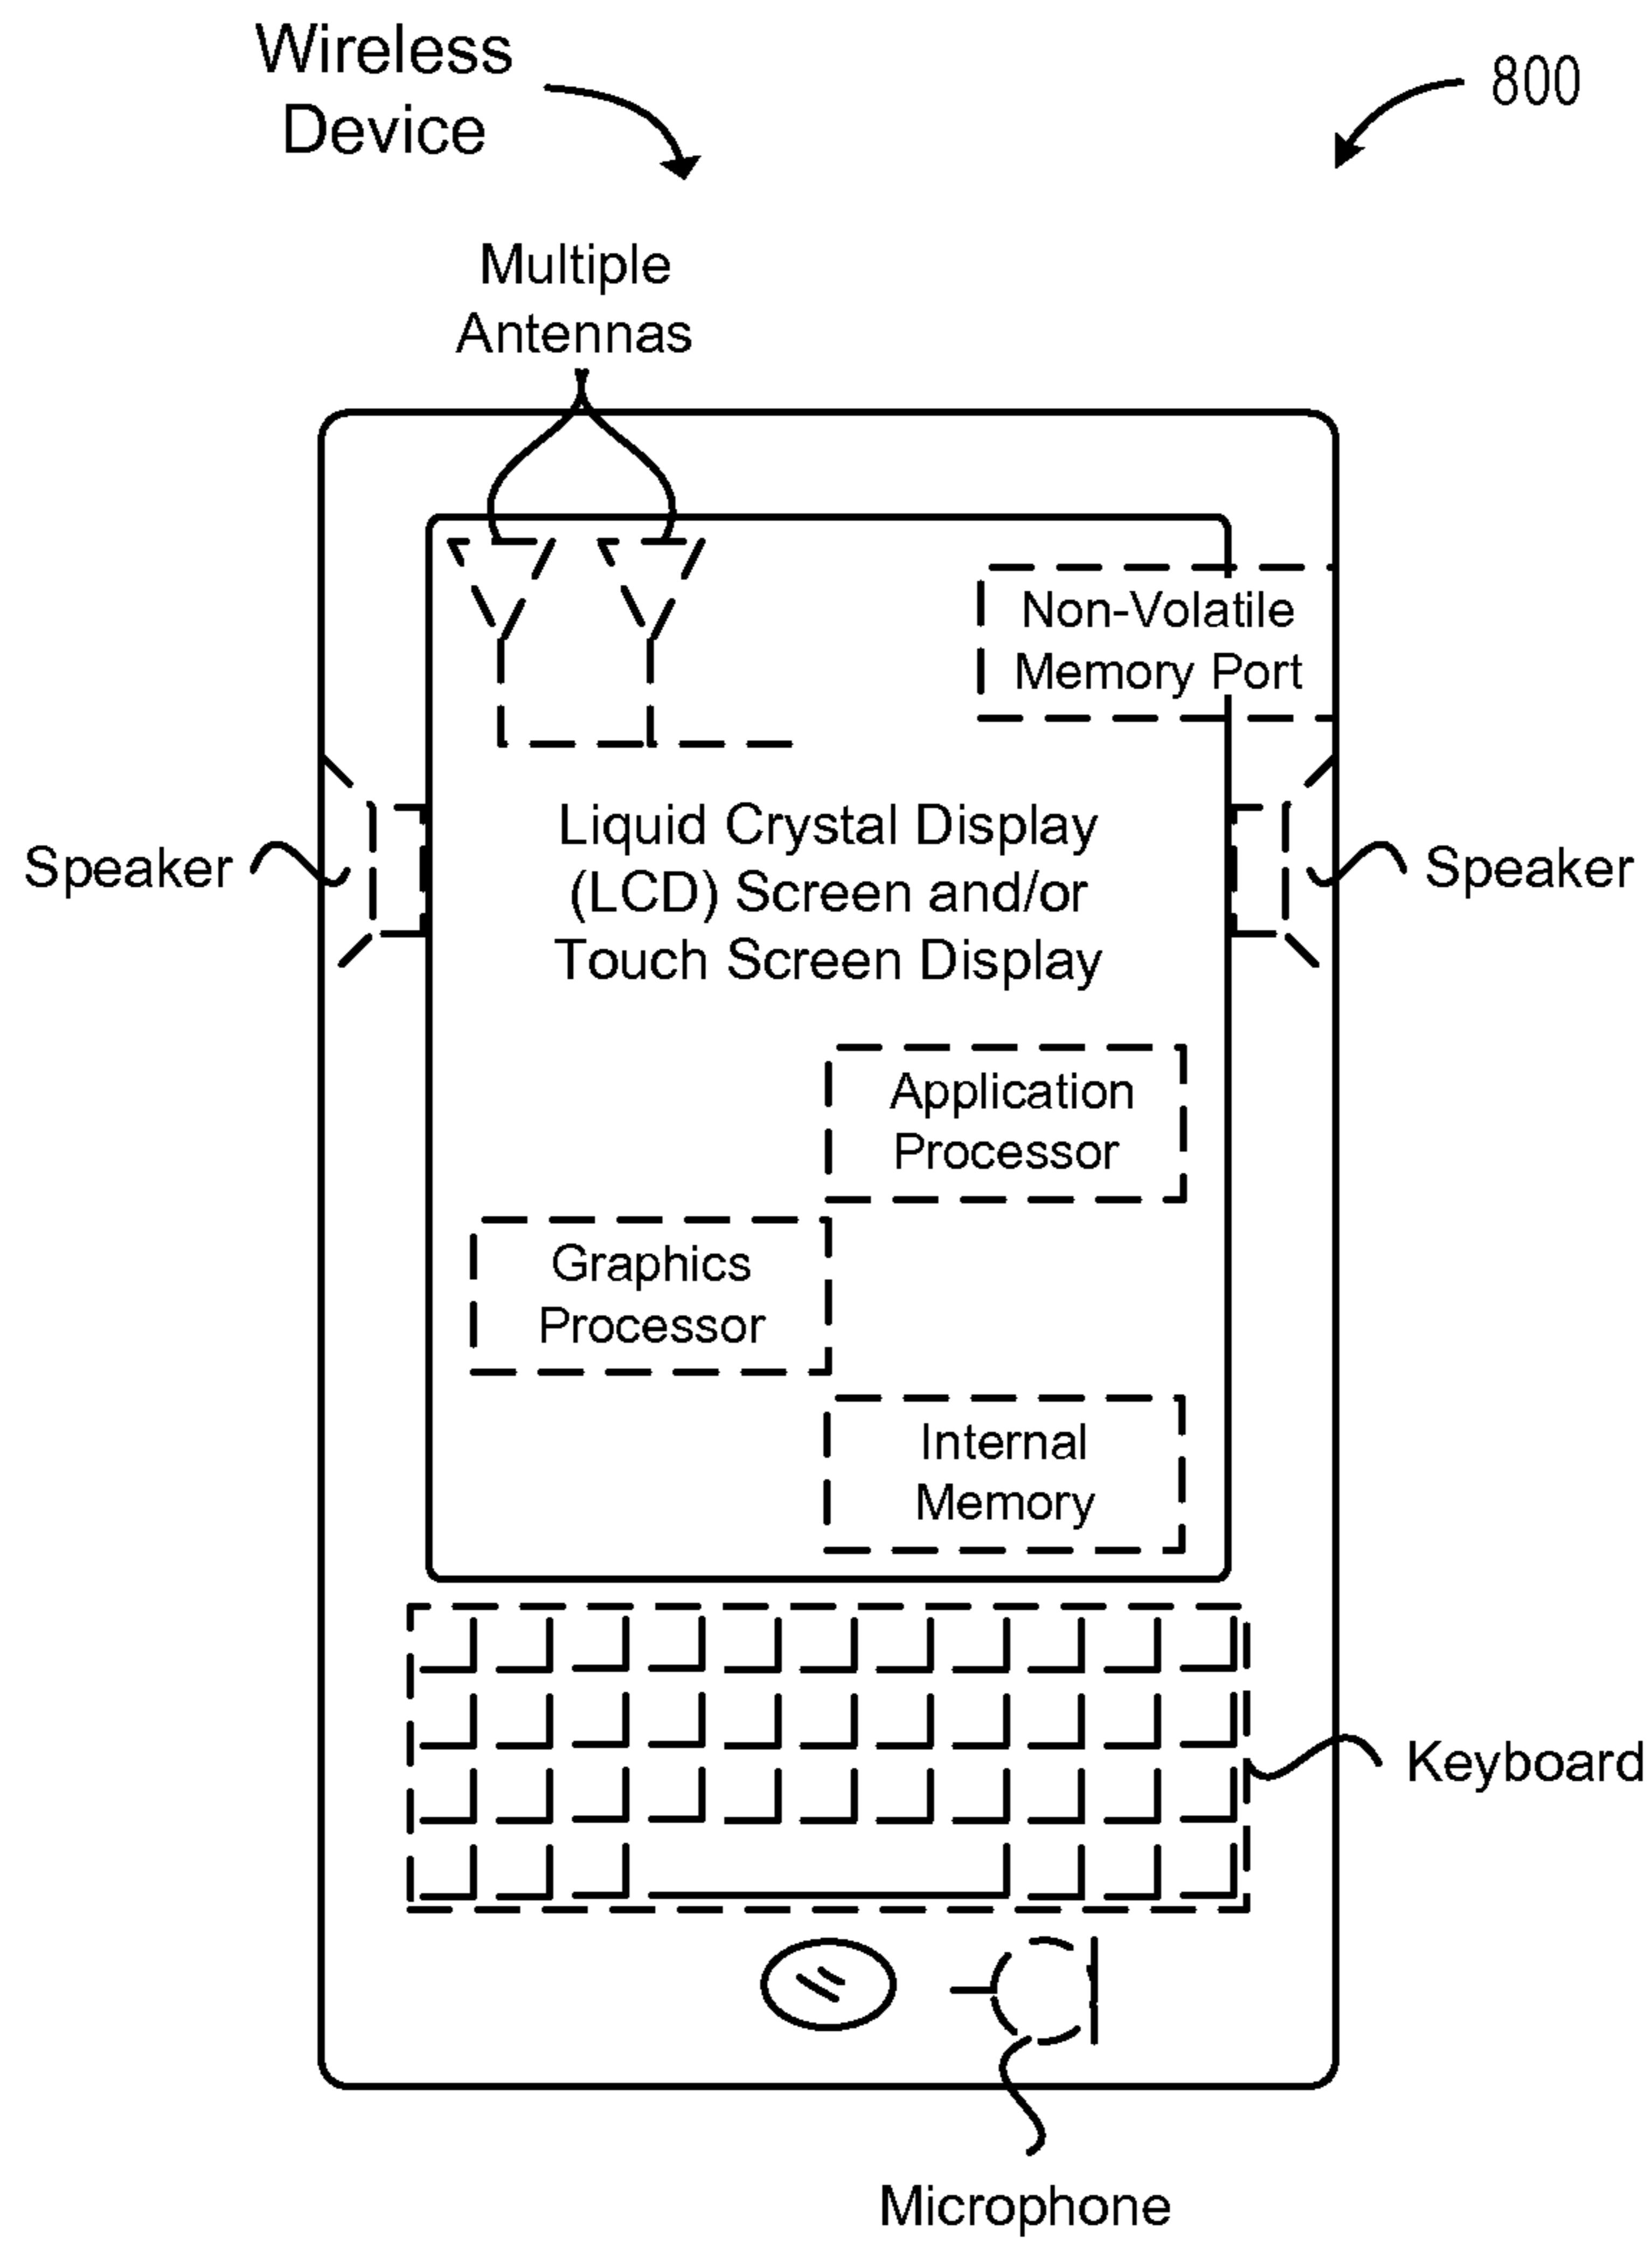 Wireless
Device
800
Multiple
Antennas
Non-Volatile
Memory Port
Speaker
Liquid Crystal Display
(LCD) Screen and/or
Touch Screen Display
Speaker
Application
Processor
Graphics
Processor
Internal
Memory
Keyboard
Microphone